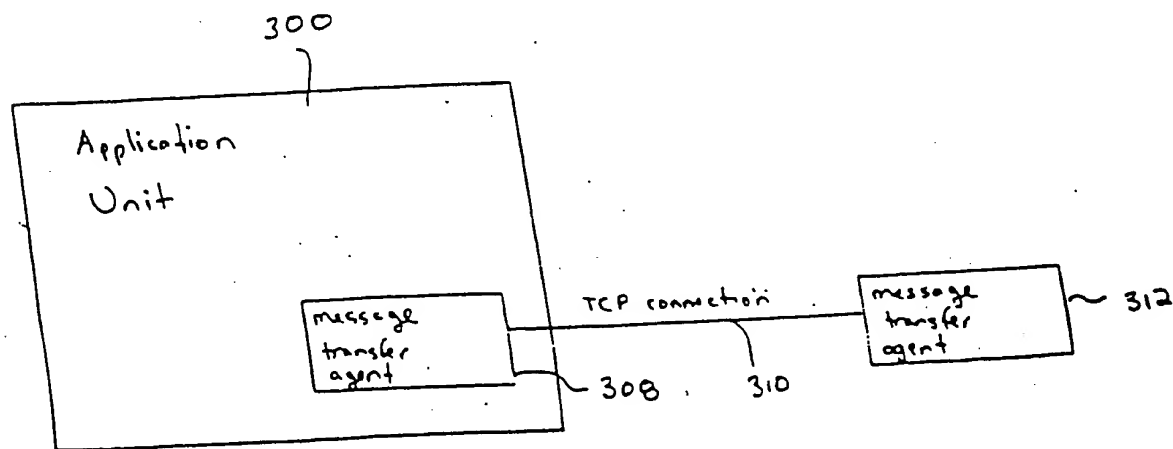 300
Application
Unit
message
transfer
agent
TCP connection
message
transfer
agent
312
308
310